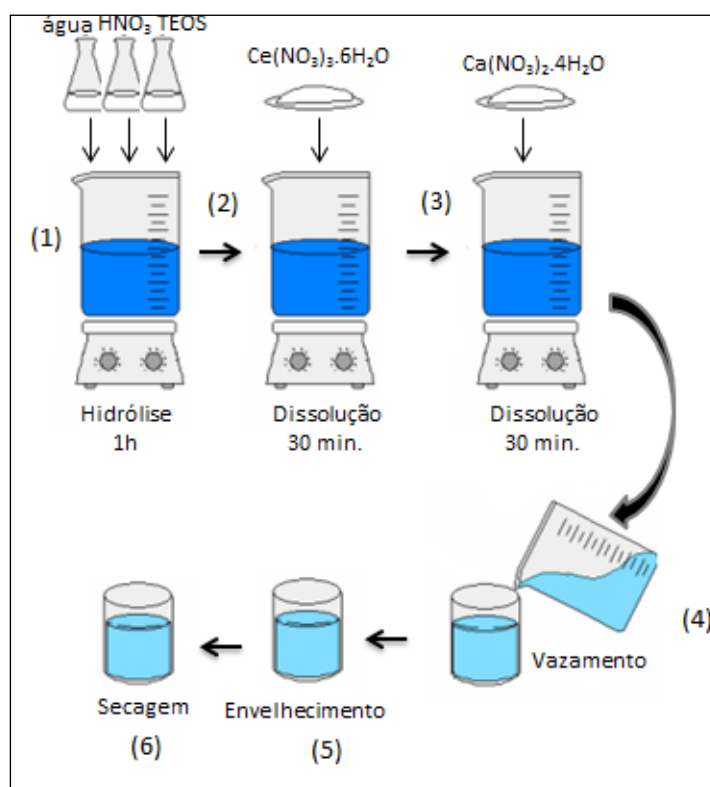 água HNO₃ TEOS
Ce(NO₃)₃.6H₂O
Ca(NO₃)₂.4H₂O
(1)
(2)
(3)
Hidrólise
1h
Dissolução
30 min.
Dissolução
30 min.
(4)
Vazamento
Envelhecimento
(5)
Secagem
(6)